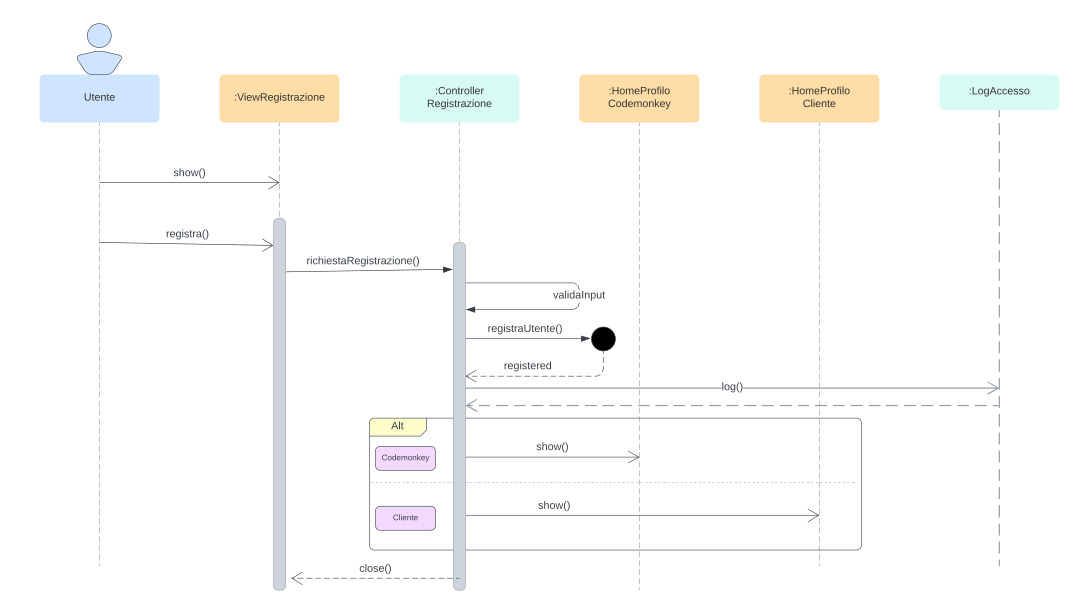 Utente
:ViewRegistrazione
:Controller
Registrazione
:HomeProfilo
Codemonkey
:HomeProfilo
Cliente
:LogAccesso
show()
registra()
richiestaRegistrazione()
validaInput
registraUtente()
registered
log()
Alt
Codemonkey
show()
Cliente
show()
close()